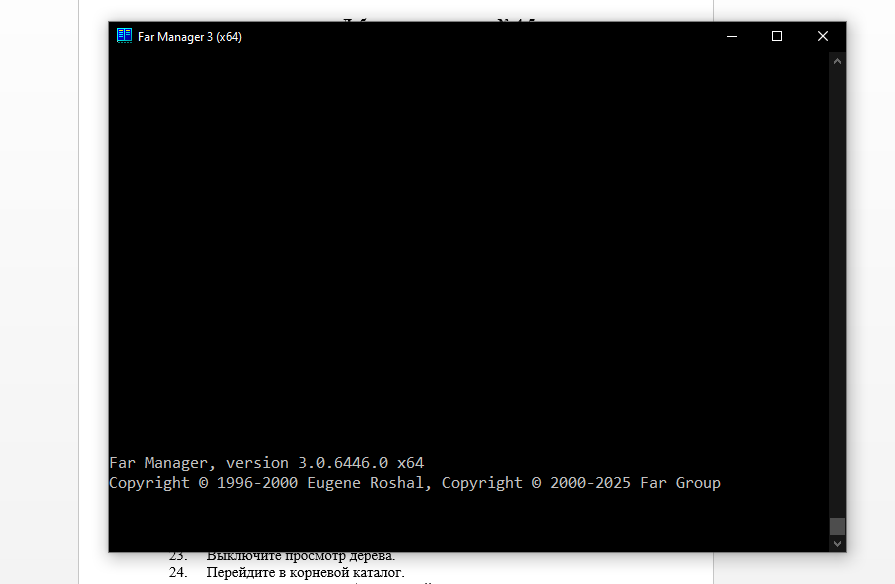 Far Manager 3 (x64)
Far Manager, version 3.0.6446.0 x64
Copyright © 1996-2000 Eugene Roshal, Copyright © 2000-2025 Far Group
23. Выключите просмотр дерева.
24. Перейдите в корневой каталог.